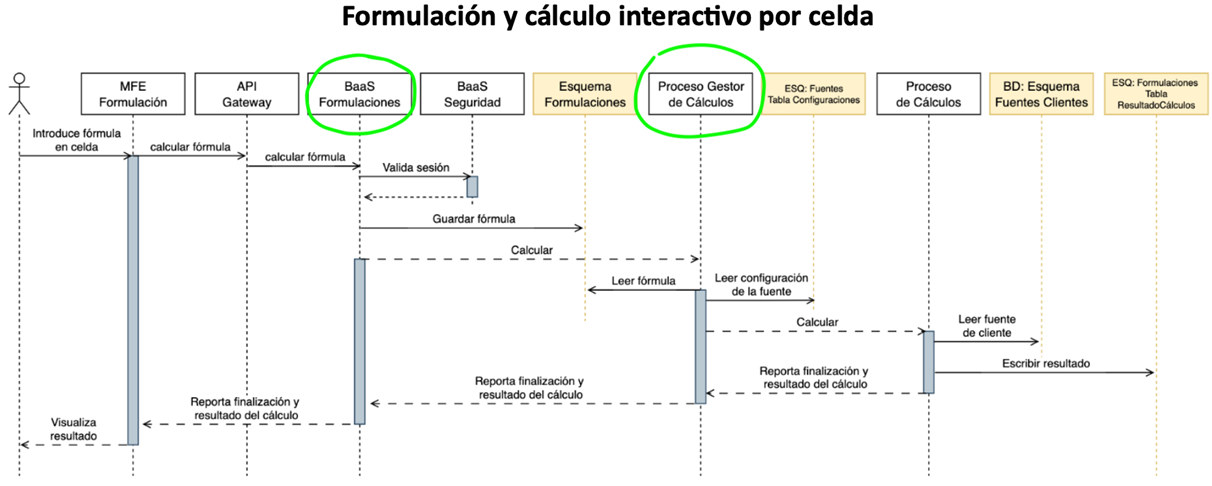 Formulación y cálculo interactivo por celda
MFE
Formulación
API
Gateway
BaaS
Formulaciones
BaaS
Seguridad
Esquema
Formulaciones
Proceso Gestor
de Cálculos
ESQ: Fuentes
Tabla Configuraciones
Proceso
de Cálculos
BD: Esquema
Fuentes Clientes
ESQ: Formulaciones
Tabla
ResultadoCálculos
Introduce fórmula
en celda
calcular fórmula
calcular fórmula
Valida sesión
Guardar fórmula
Calcular
Leer fórmula
Leer configuración
de la fuente
Calcular
Leer fuente
de cliente
Escribir resultado
Reporta finalización y
resultado del cálculo
Reporta finalización y
resultado del cálculo
Reporta finalización y
resultado del cálculo
Visualiza
resultado